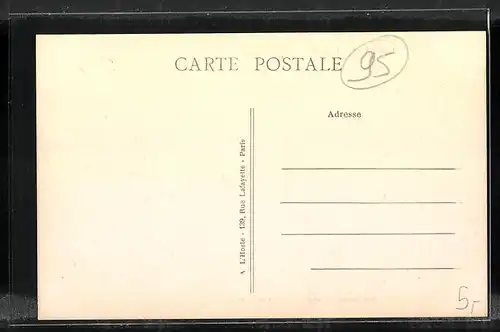 CARTE POSTALE
95
Adresse
A. L'Hoste - 139, Rue Lafayette - Paris
5,-